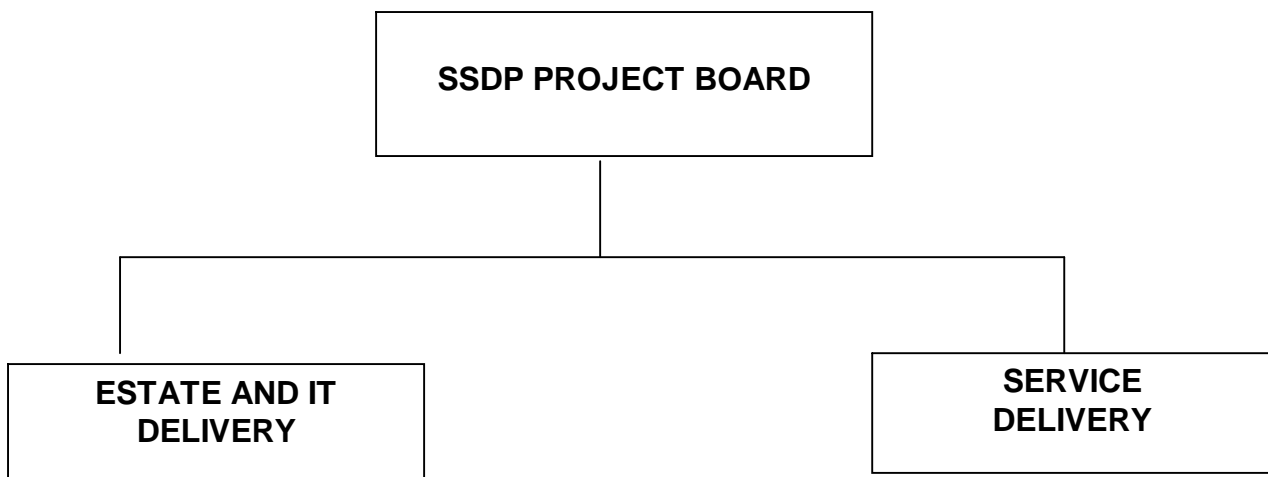 SSDP PROJECT BOARD
ESTATE AND IT
DELIVERY
SERVICE
DELIVERY